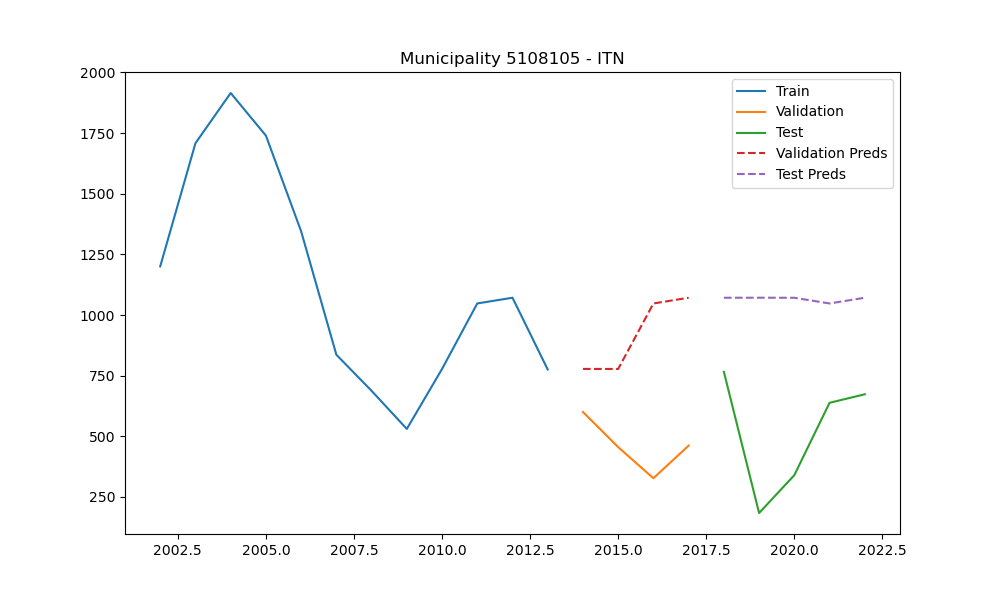 Municipality 5108105 - ITN
2000
1750
1500
1250
1000
750
500
250
Train
Validation
Test
Validation Preds
Test Preds
2002.5 2005.0 2007.5 2010.0 2012.5 2015.0 2017.5 2020.0 2022.5